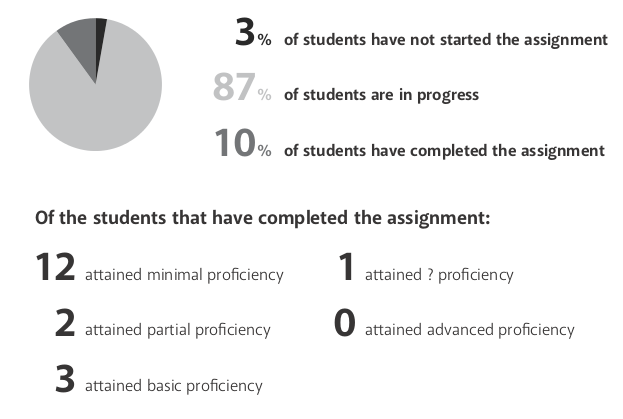 3% of students have not started the assignment
87% of students are in progress
10% of students have completed the assignment
Of the students that have completed the assignment:
12 attained minimal proficiency
1 attained ? proficiency
2 attained partial proficiency
0 attained advanced proficiency
3 attained basic proficiency